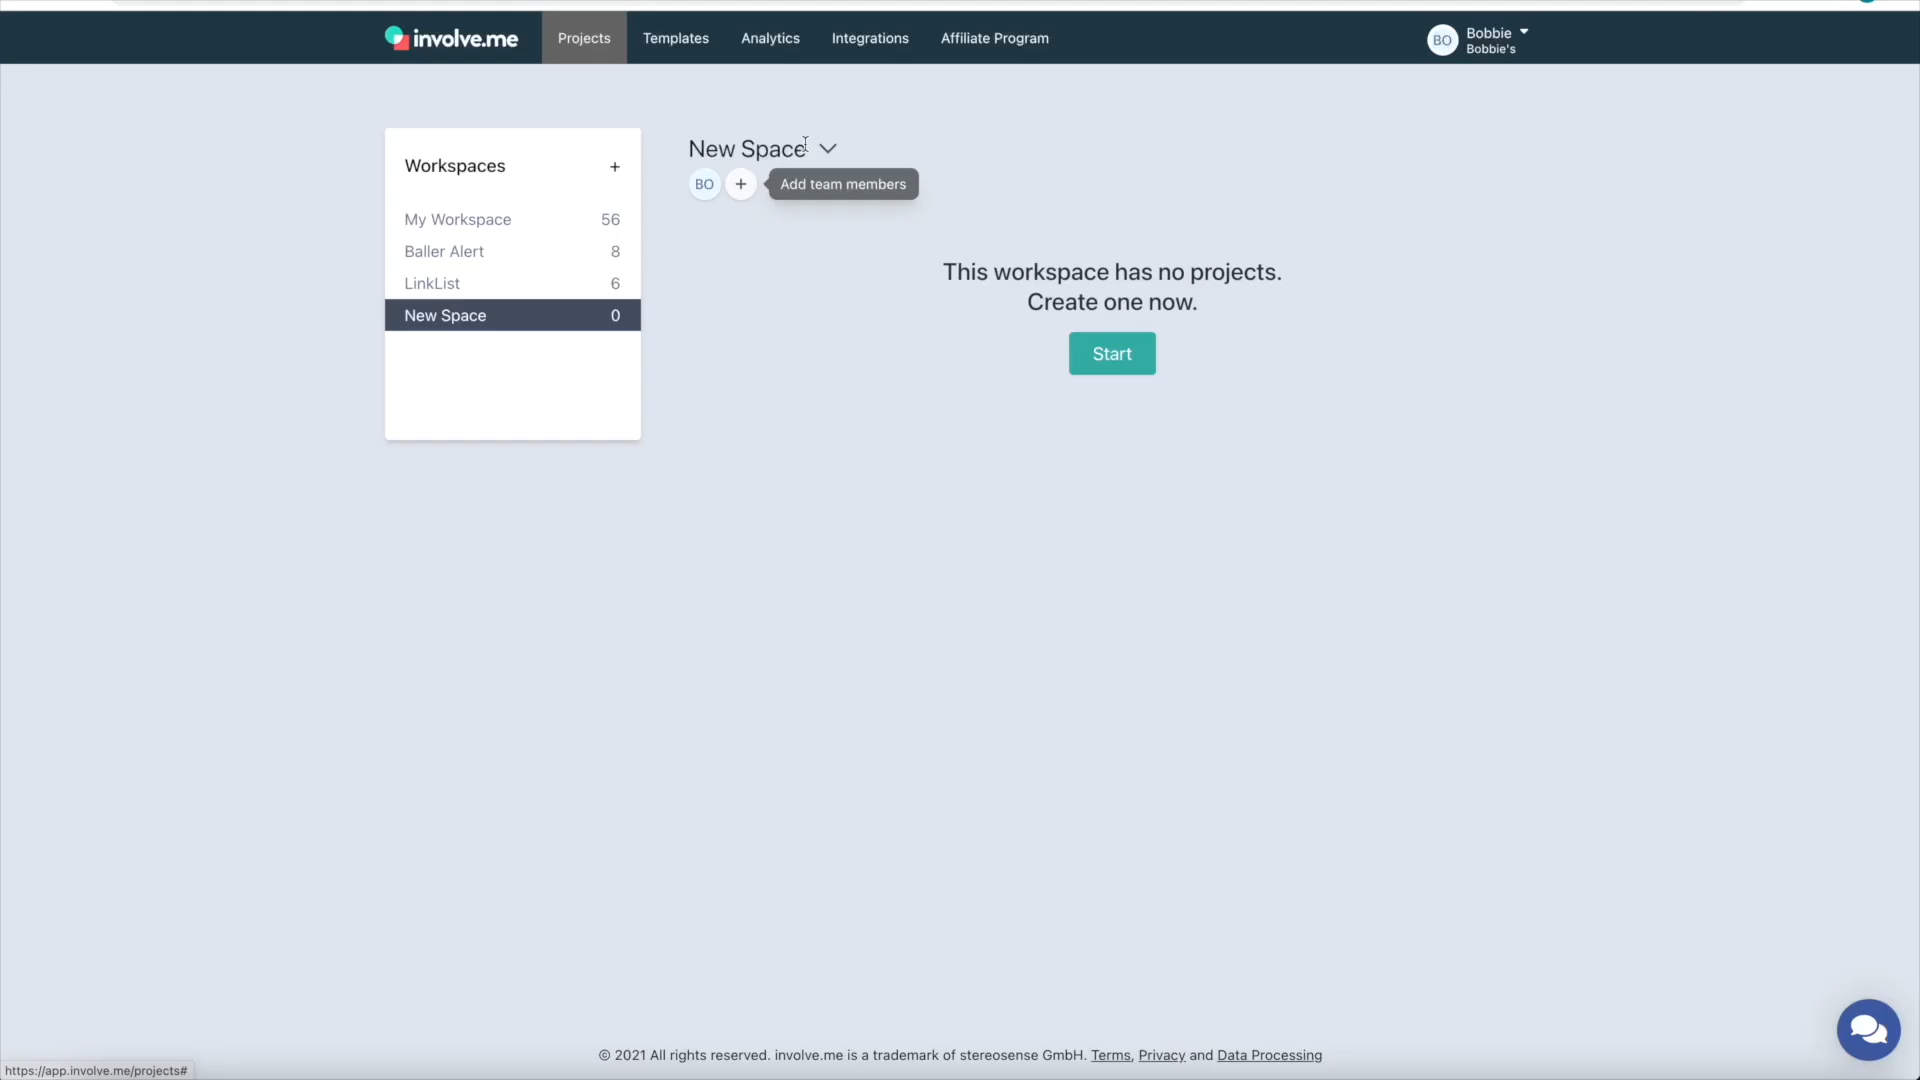 involve.me
Projects
Templates
Analytics
Integrations
Affiliate Program
BO
Bobbie
Bobbie's
Workspaces
+
My Workspace 56
Baller Alert 8
LinkList 6
New Space 0
New Space
BO
+
Add team members
This workspace has no projects.
Create one now.
Start
© 2021 All rights reserved. involve.me is a trademark of stereosense GmbH. Terms, Privacy and Data Processing
https://app.involve.me/projects#